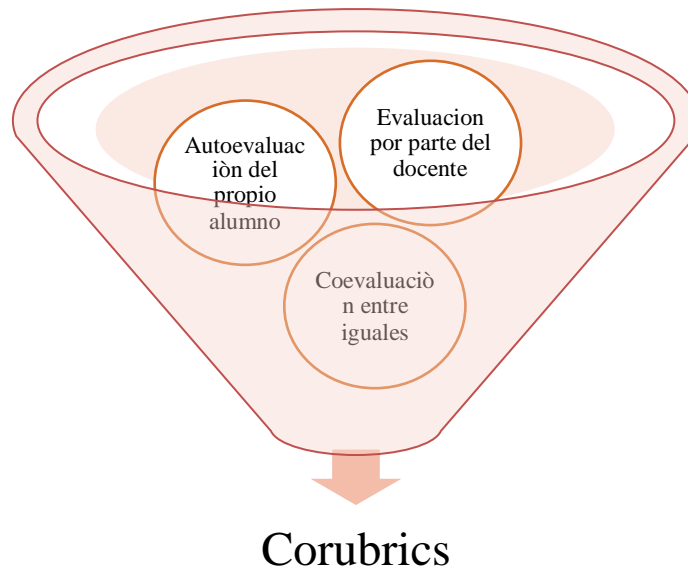 Autoevaluac
iòn del
propio
alumno
Evaluacion
por parte del
docente
Coevaluaciò
n entre
iguales
Corubrics